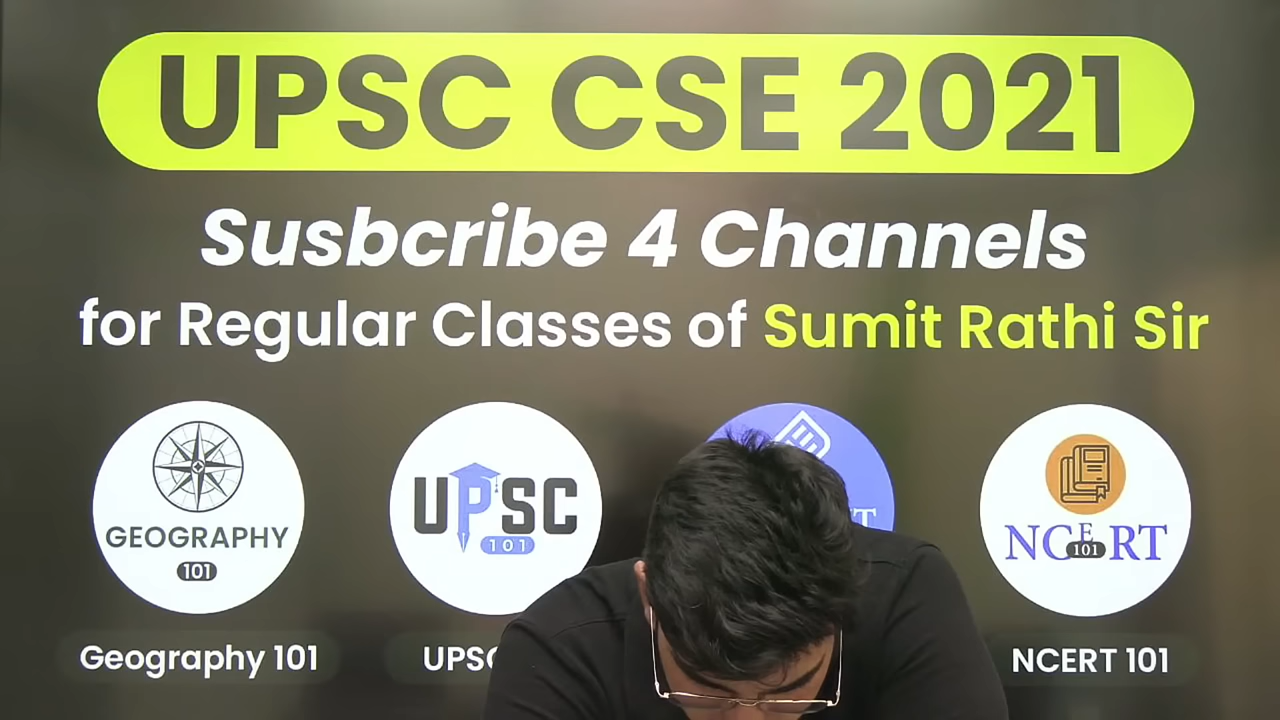 UPSC CSE 2021
Susbcribe 4 Channels
for Regular Classes of Sumit Rathi Sir
GEOGRAPHY
101
UPSC
101
NCERT
101
Geography 101
NCERT 101